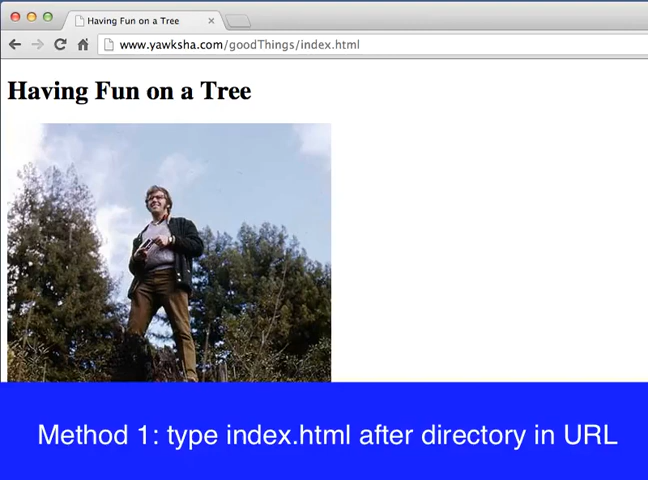 Having Fun on a Tree
www.yawksha.com/goodThings/index.html
Having Fun on a Tree
Method 1: type index.html after directory in URL